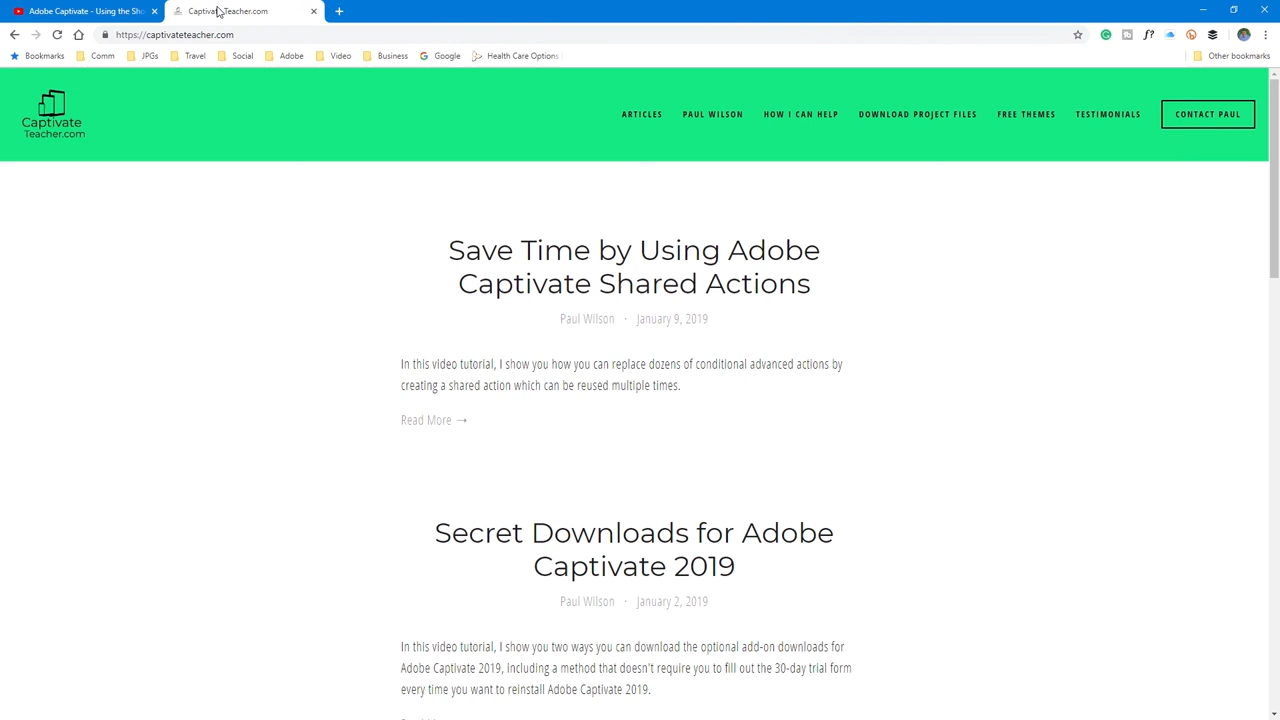 Adobe Captivate - Using the Sha
Captivate Teacher.com
https://captivateteacher.com
Bookmarks Comm JPGs Travel Social Adobe Video Business Google Health Care Options Other bookmarks
Captivate
Teacher.com
ARTICLES PAUL WILSON HOW I CAN HELP DOWNLOAD PROJECT FILES FREE THEMES TESTIMONIALS CONTACT PAUL
Save Time by Using Adobe
Captivate Shared Actions
Paul Wilson · January 9, 2019
In this video tutorial, I show you how you can replace dozens of conditional advanced actions by
creating a shared action which can be reused multiple times.
Read More →
Secret Downloads for Adobe
Captivate 2019
Paul Wilson · January 2, 2019
In this video tutorial, I show you two ways you can download the optional add-on downloads for
Adobe Captivate 2019, including a method that doesn't require you to fill out the 30-day trial form
every time you want to reinstall Adobe Captivate 2019.